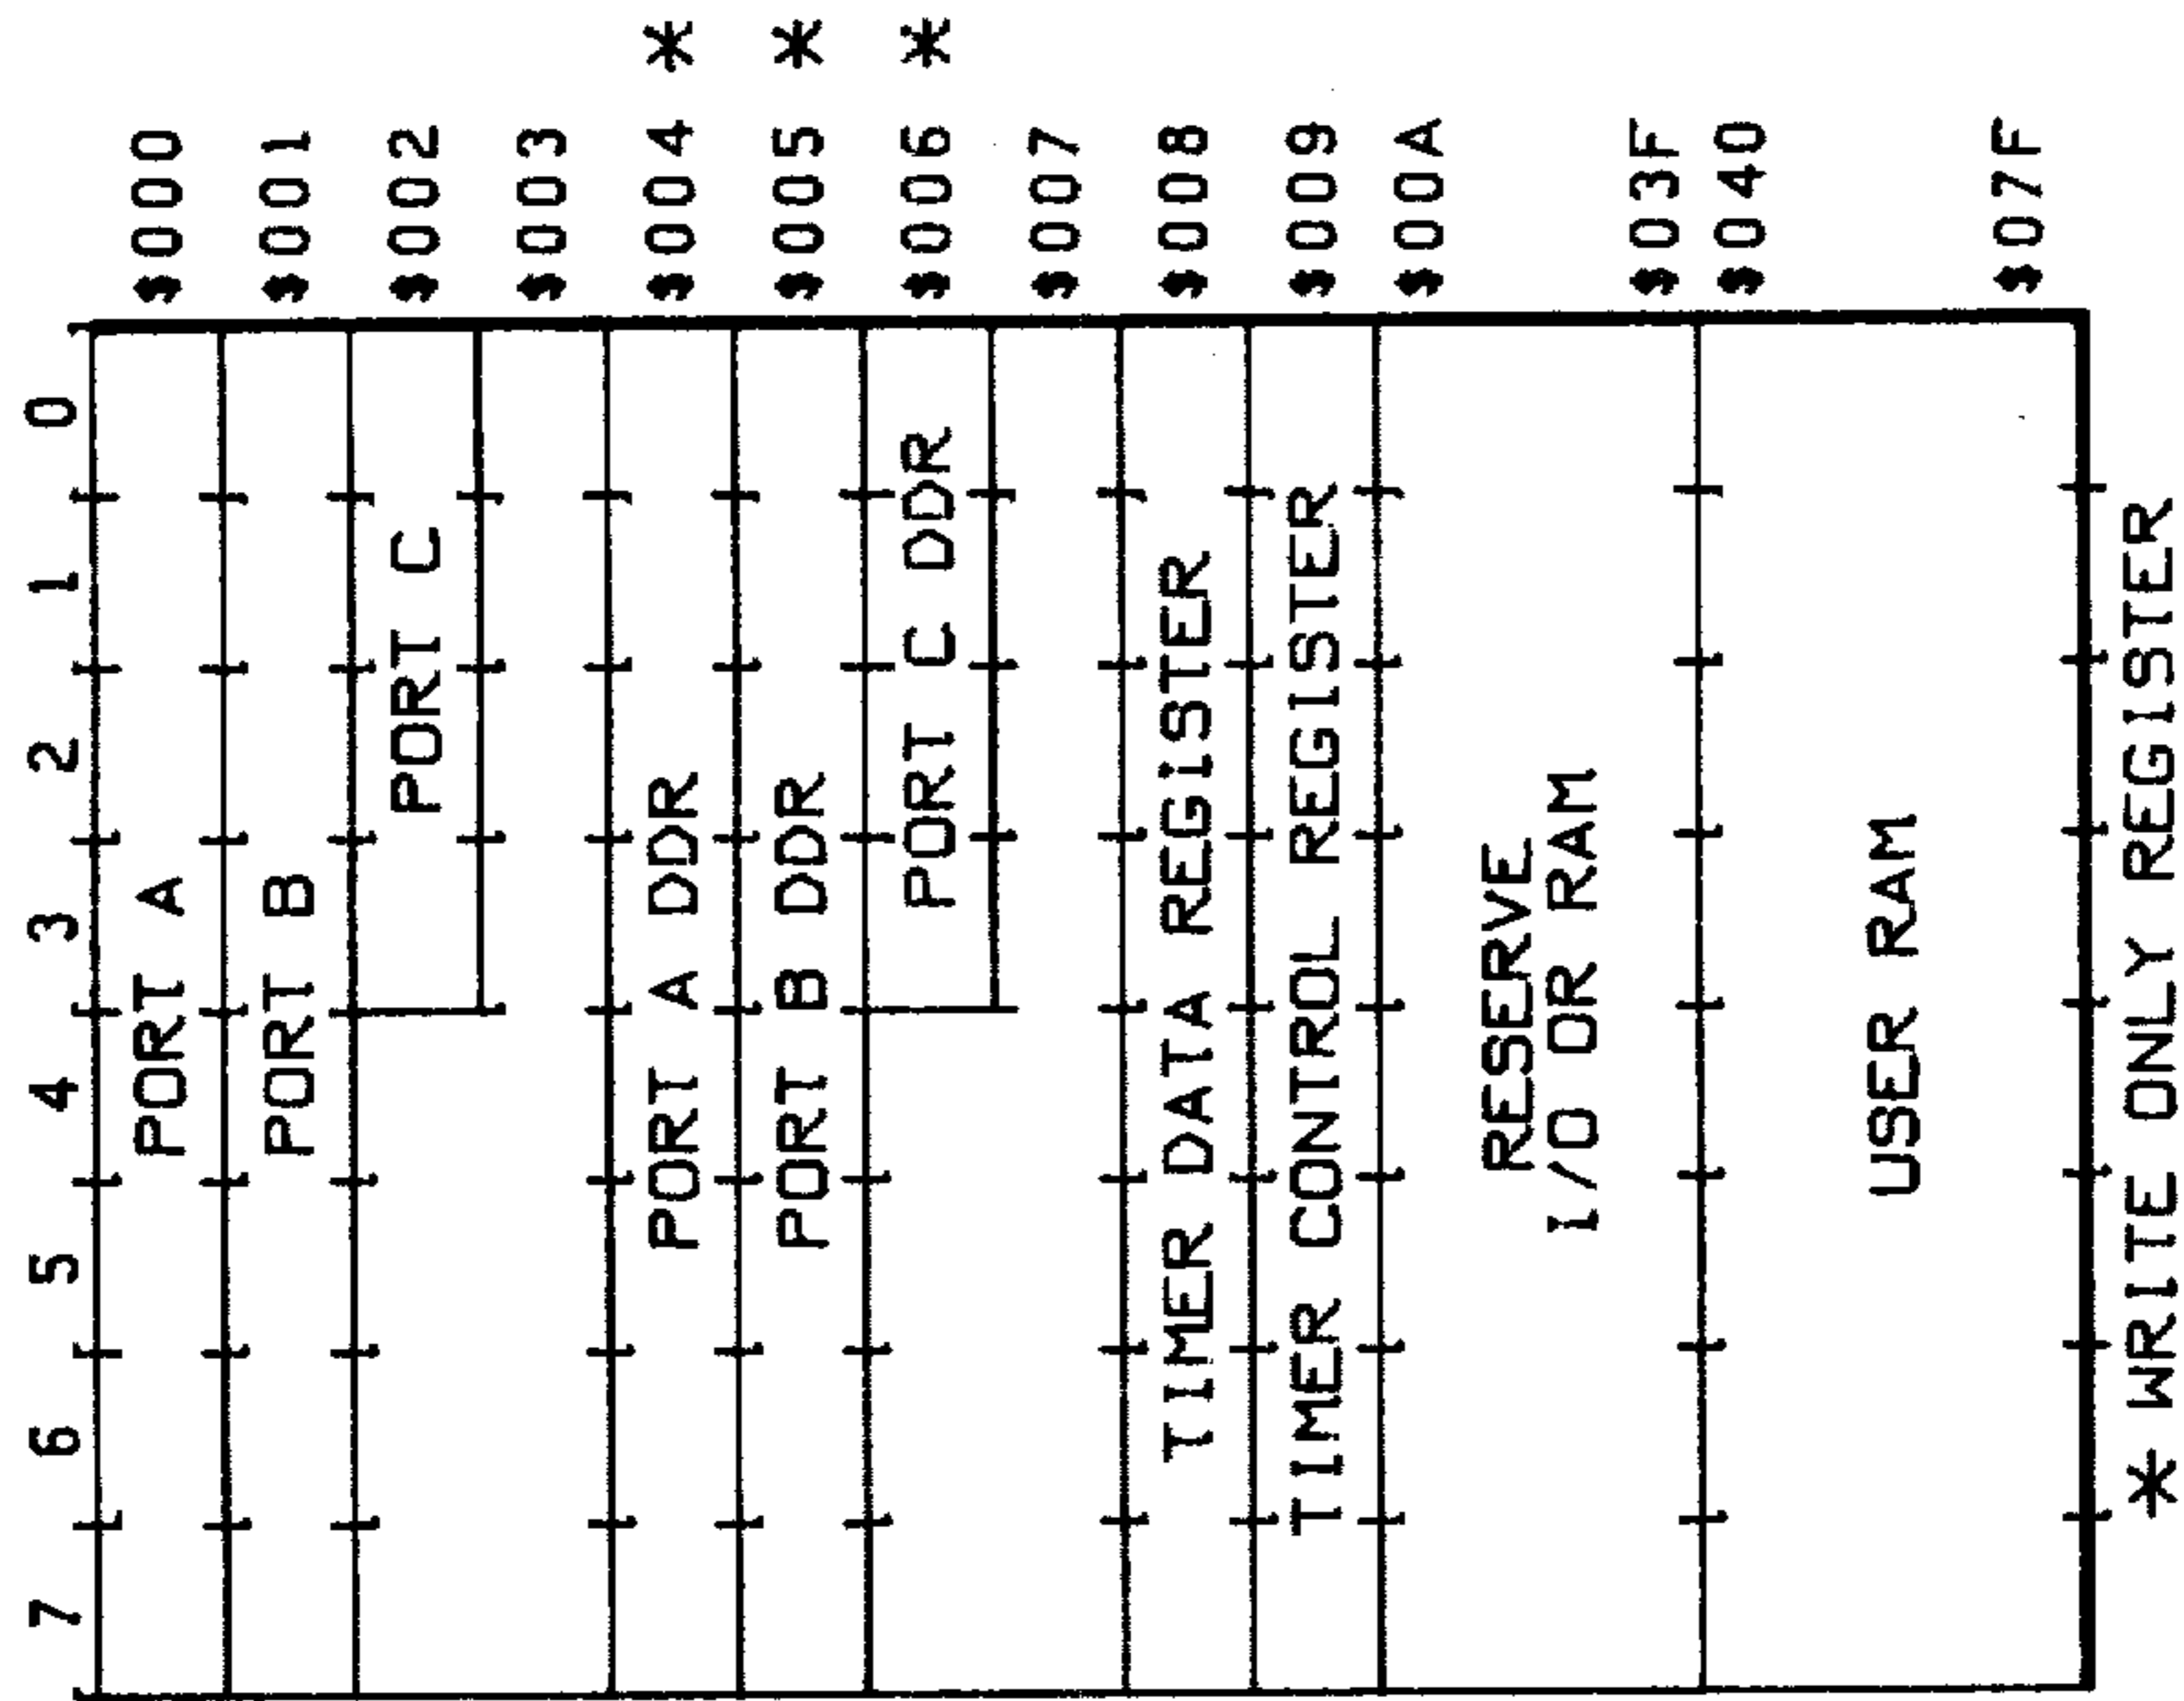 7 6 5 4 3 2 1 0
PORT A $000
PORT B $001
PORT C $002
$003
PORT A DDR $004 *
PORT B DDR $005 *
PORT C DDR $006 *
$007
TIMER DATA REGISTER $008
TIMER CONTROL REGISTER $009
$00A
RESERVE
I/O OR RAM
$03F
$040
USER RAM
$07F
* WRITE ONLY REGISTER